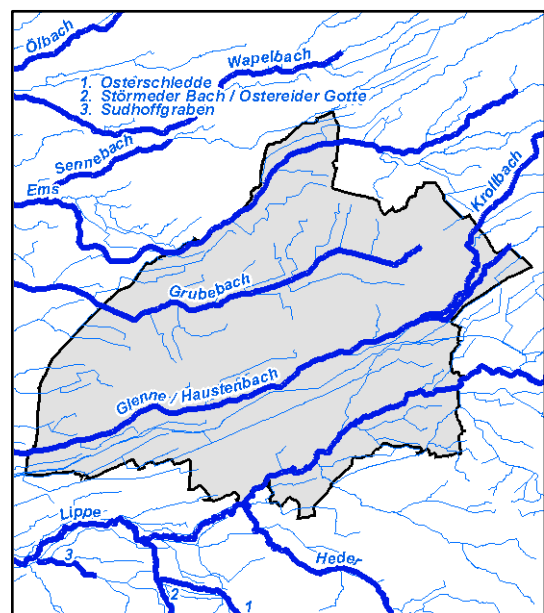 Ölbach
Wapelbach
1. Osterschledde
2. Störmeder Bach / Ostereider Gotte
3. Sudhoffgraben
Sennebach
Ems
Krollbach
Grubebach
Glenne / Haustenbach
Lippe
3
Heder
2
1